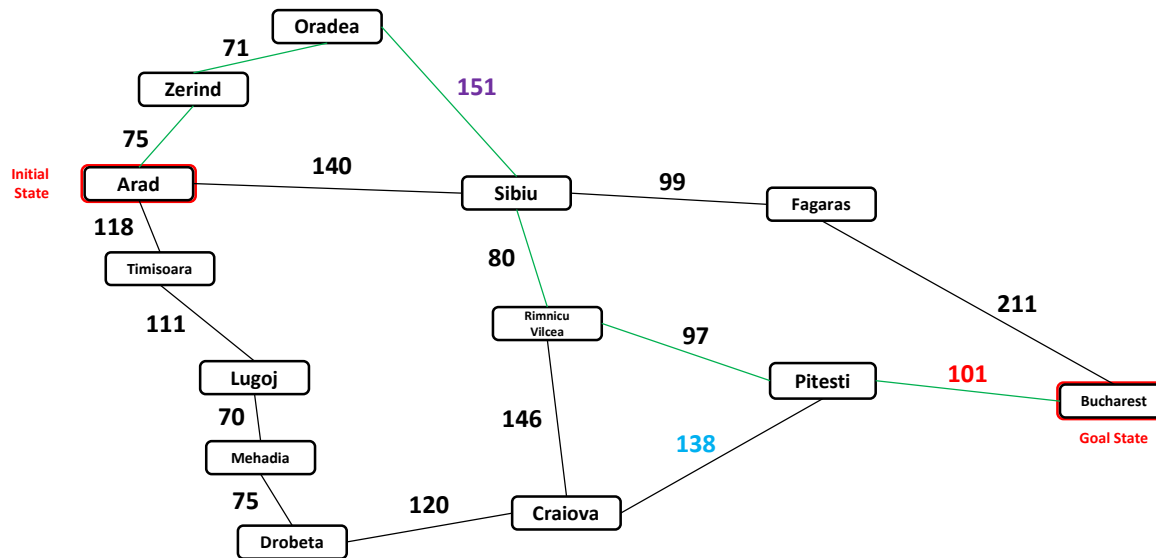 Oradea
71
Zerind
151
75
Initial
State
Arad
140
Sibiu
99
Fagaras
118
Timisoara
80
111
Rimnicu
Vilcea
97
211
Lugoj
Pitesti
101
Bucharest
70
146
138
Goal State
Mehadia
75
120
Craiova
Drobeta